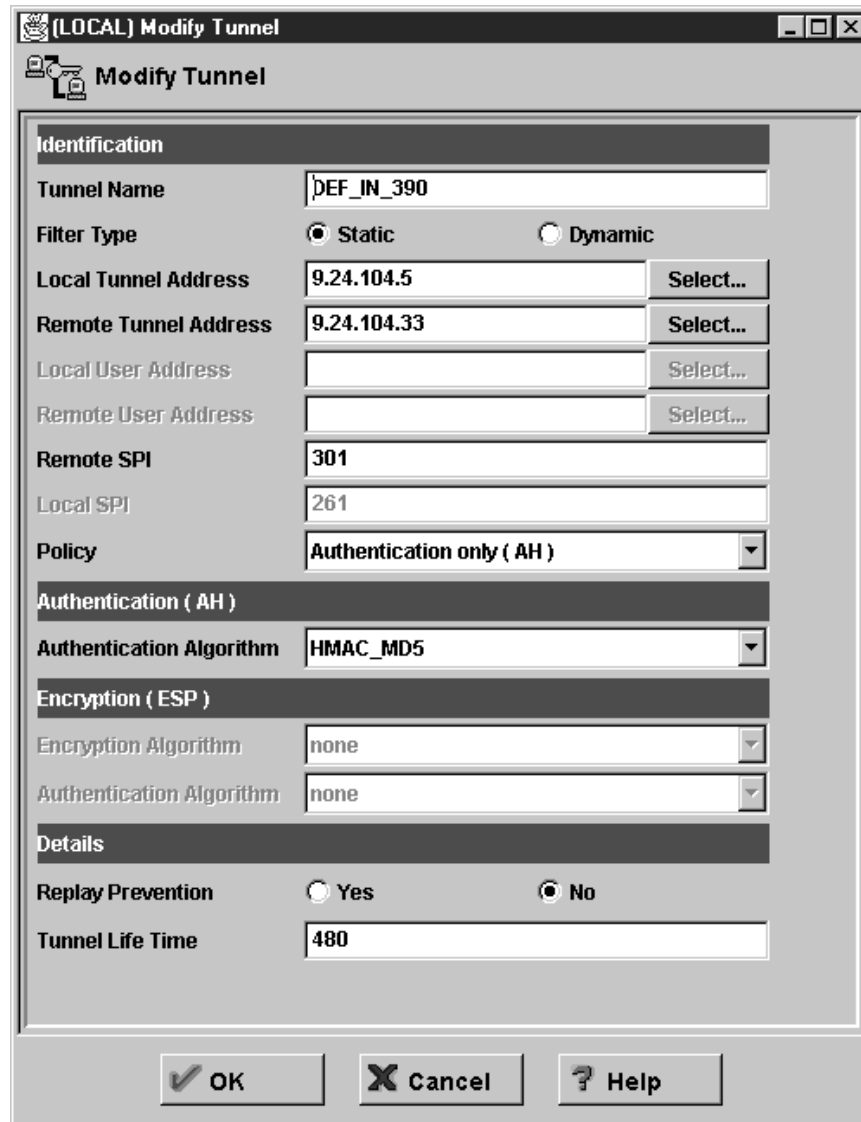 (LOCAL) Modify Tunnel
Modify Tunnel
Identification
Tunnel Name DEF_IN_390
Filter Type Static Dynamic
Local Tunnel Address 9.24.104.5 Select...
Remote Tunnel Address 9.24.104.33 Select...
Local User Address Select...
Remote User Address Select...
Remote SPI 301
Local SPI 261
Policy Authentication only ( AH )
Authentication ( AH )
Authentication Algorithm HMAC_MD5
Encryption ( ESP )
Encryption Algorithm none
Authentication Algorithm none
Details
Replay Prevention Yes No
Tunnel Life Time 480
OK Cancel Help